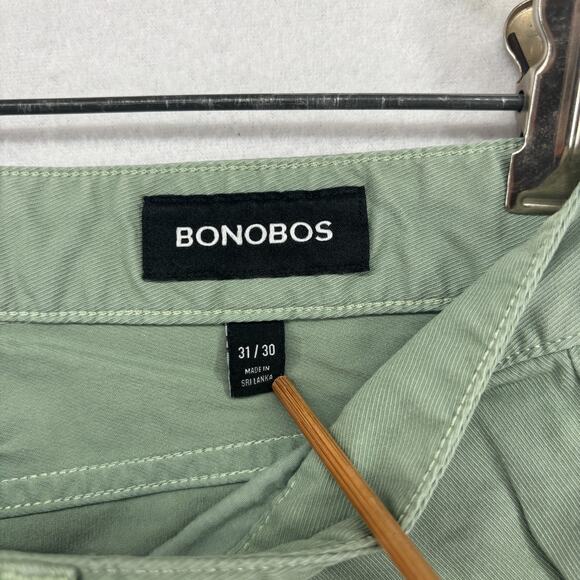 BONOBOS
31 / 30
MADE IN
SRI LANKA